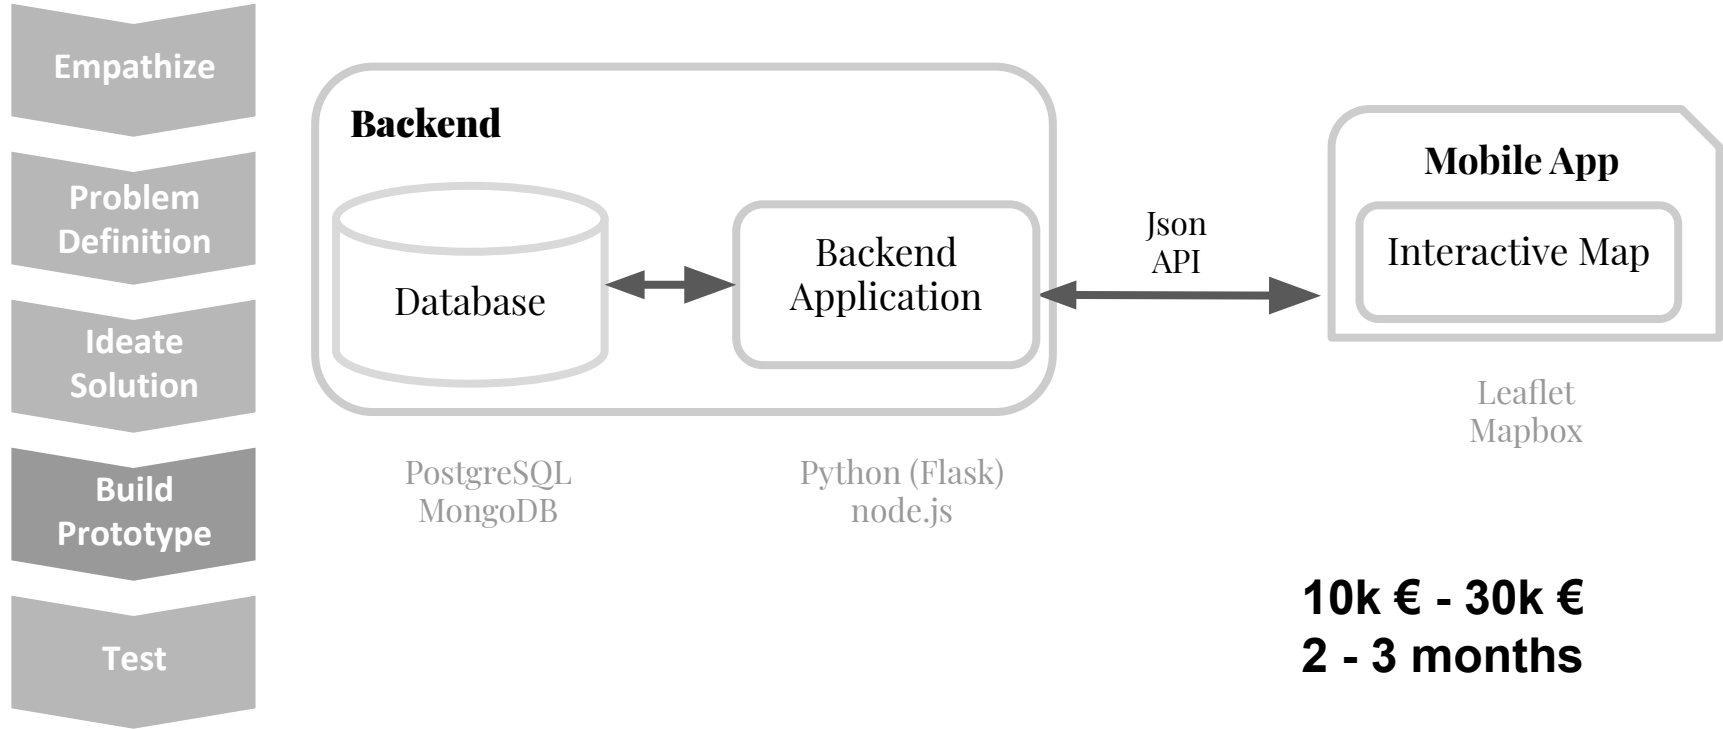 Empathize
Problem
Definition
Ideate
Solution
Build
Prototype
Test
Backend
Database
Backend
Application
PostgreSQL
MongoDB
Python (Flask)
node.js
Json
API
Mobile App
Interactive Map
Leaflet
Mapbox
10k € - 30k €
2 - 3 months